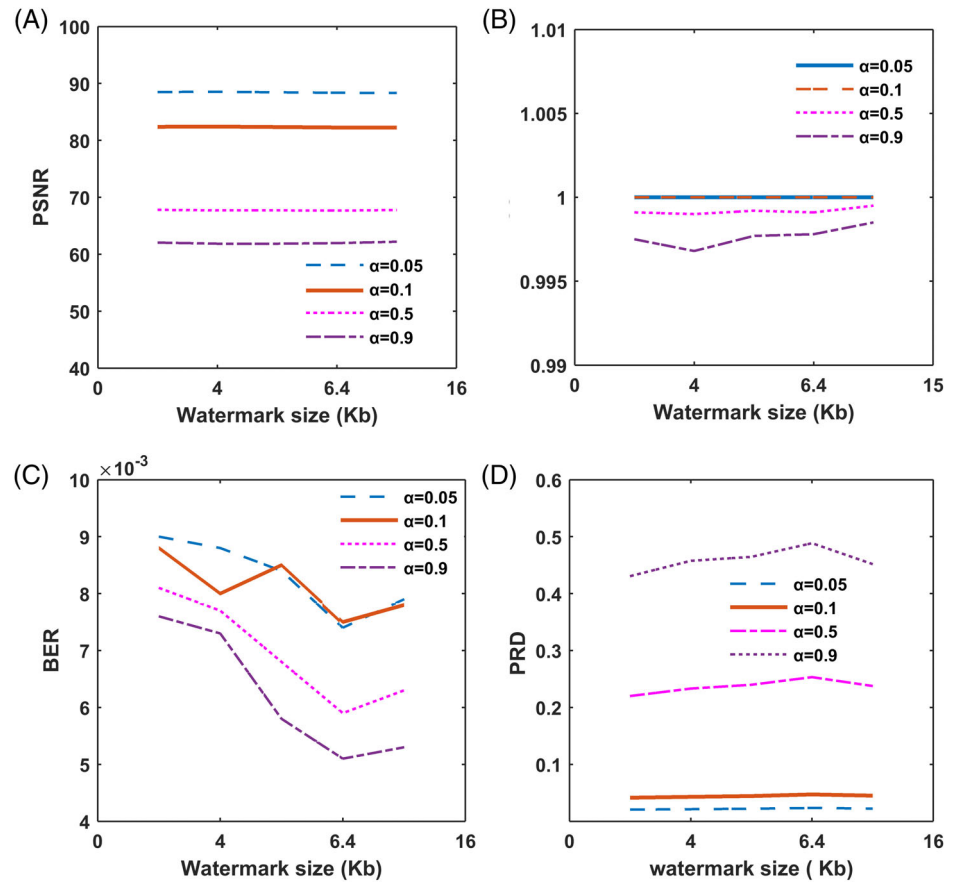 (A)
100
90
80
70
60
50
40
PSNR
α=0.05
α=0.1
α=0.5
α=0.9
0
4
6.4
16
Watermark size (Kb)
(B)
1.01
1.005
1
0.995
0.99
α=0.05
α=0.1
α=0.5
α=0.9
0
4
6.4
15
Watermark size (Kb)
(C)
×10⁻³
10
9
8
7
6
5
4
BER
α=0.05
α=0.1
α=0.5
α=0.9
0
4
6.4
16
Watermark size (Kb)
(D)
0.6
0.5
0.4
0.3
0.2
0.1
PRD
α=0.05
α=0.1
α=0.5
α=0.9
0
4
6.4
16
watermark size ( Kb)